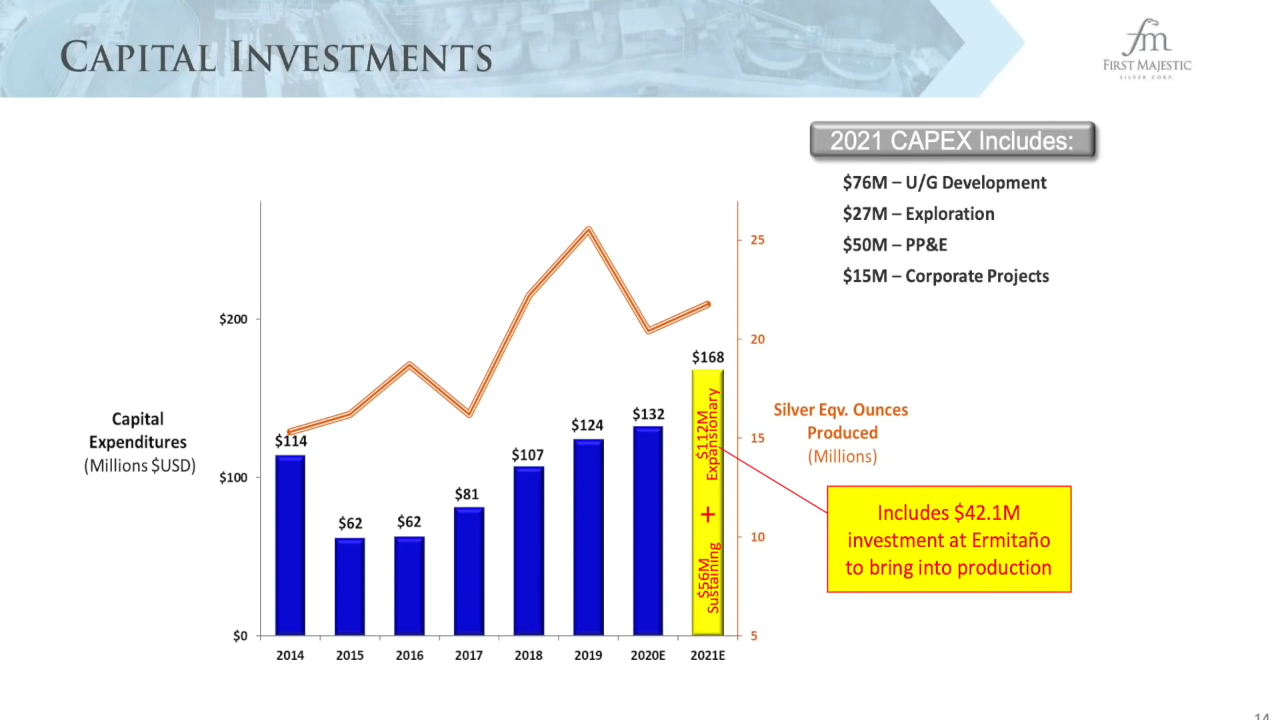 CAPITAL INVESTMENTS
fm
FIRST MAJESTIC
SILVER CORP.
2021 CAPEX Includes:
$76M – U/G Development
$27M – Exploration
$50M – PP&E
$15M – Corporate Projects
Capital
Expenditures
(Millions $USD)
$200
$100
$0
$114
$62
$62
$81
$107
$124
$132
$168
$112M
Expansionary
+
$56M
Sustaining
2014 2015 2016 2017 2018 2019 2020E 2021E
25
20
15
10
5
Silver Eqv. Ounces
Produced
(Millions)
Includes $42.1M
investment at Ermitaño
to bring into production